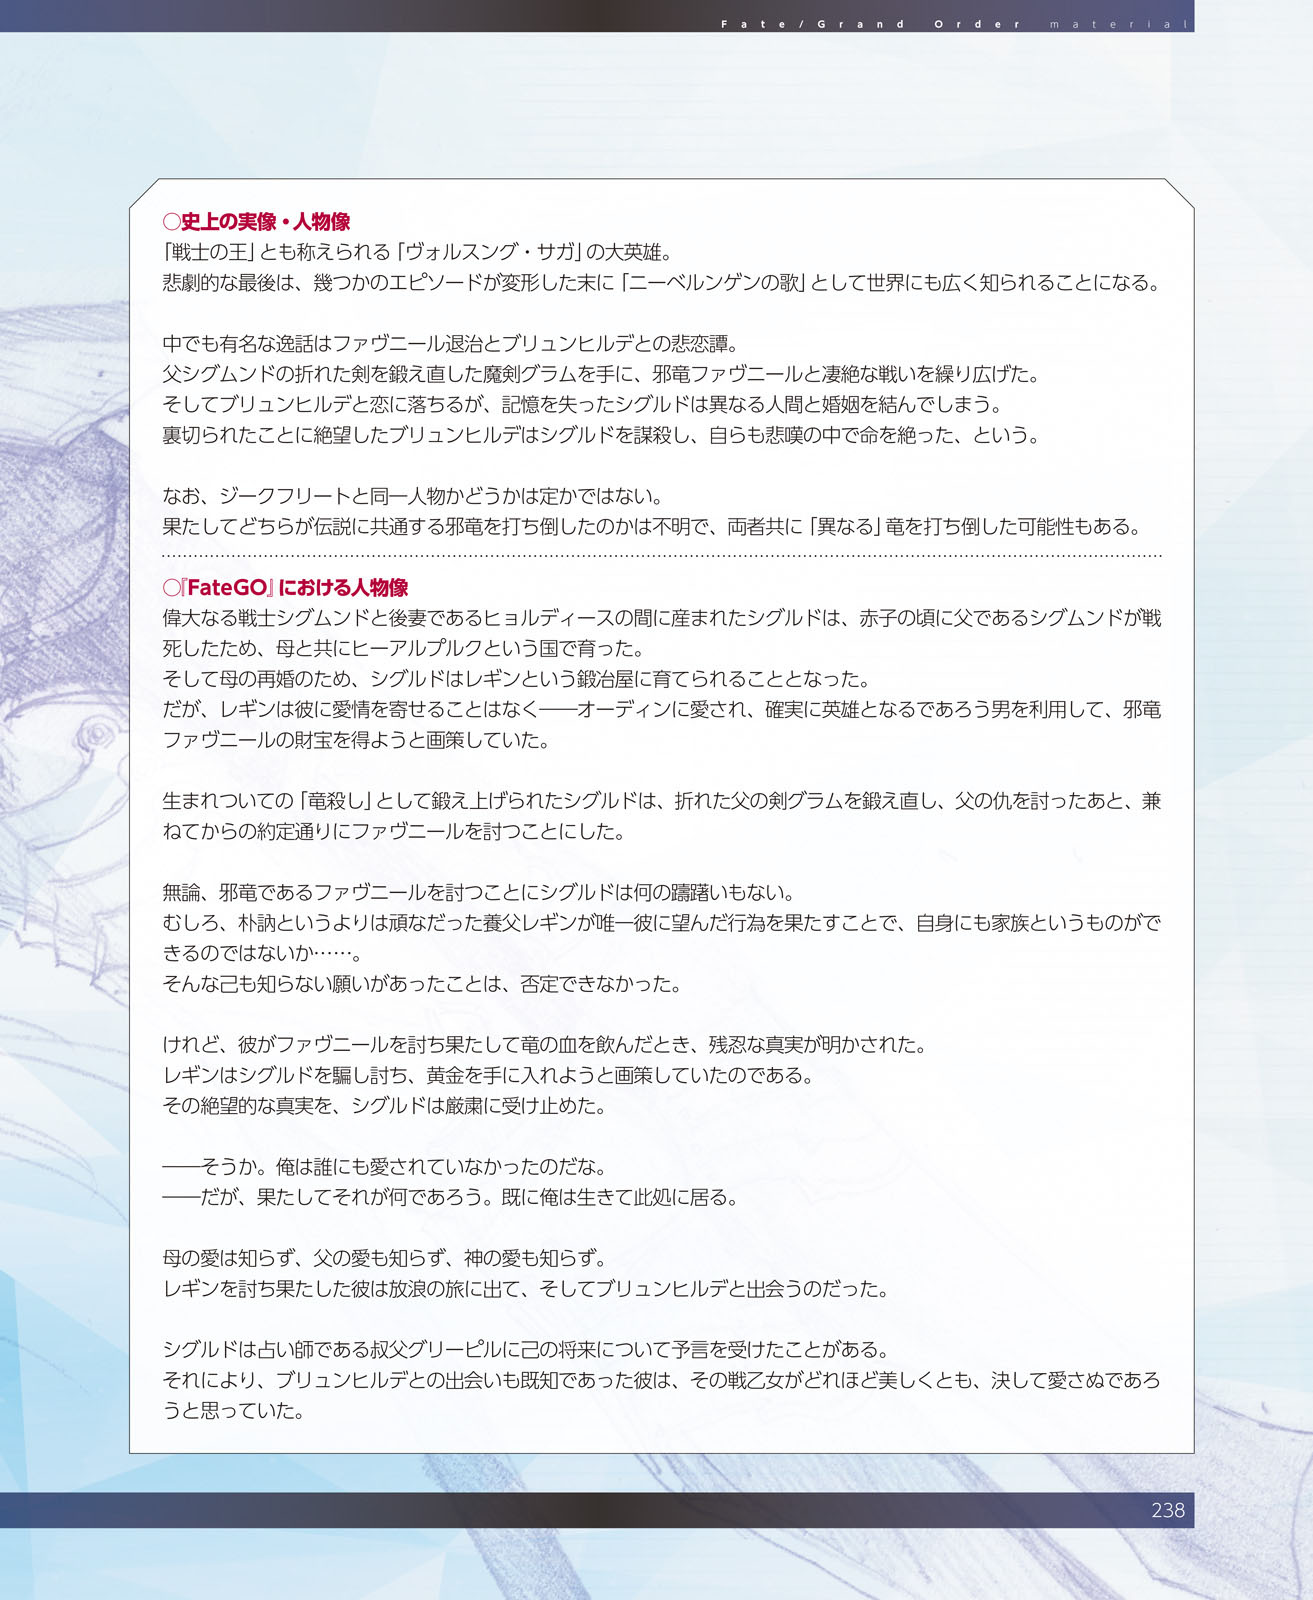 Fate/Grand Order material
○史上の実像・人物像
「戦士の王」とも称えられる「ヴォルスング・サガ」の大英雄。
悲劇的な最後は、幾つかのエピソードが変形した末に「ニーベルンゲンの歌」として世界にも広く知られることになる。
中でも有名な逸話はファヴニール退治とブリュンヒルデとの悲恋譚。
父シグムンドの折れた剣を鍛え直した魔剣グラムを手に、邪竜ファヴニールと凄絶な戦いを繰り広げた。
そしてブリュンヒルデと恋に落ちるが、記憶を失ったシグルドは異なる人間と婚姻を結んでしまう。
裏切られたことに絶望したブリュンヒルデはシグルドを謀殺し、自らも悲嘆の中で命を絶った、という。
なお、ジークフリートと同一人物かどうかは定かではない。
果たしてどちらが伝説に共通する邪竜を打ち倒したのかは不明で、両者共に「異なる」竜を打ち倒した可能性もある。
○『FateGO』における人物像
偉大なる戦士シグムンドと後妻であるヒョルディースの間に産まれたシグルドは、赤子の頃に父であるシグムンドが戦
死したため、母と共にヒーアルプルクという国で育った。
そして母の再婚のため、シグルドはレギンという鍛冶屋に育てられることとなった。
だが、レギンは彼に愛情を寄せることはなく――オーディンに愛され、確実に英雄となるであろう男を利用して、邪竜
ファヴニールの財宝を得ようと画策していた。
生まれついての「竜殺し」として鍛え上げられたシグルドは、折れた父の剣グラムを鍛え直し、父の仇を討ったあと、兼
ねてからの約定通りにファヴニールを討つことにした。
無論、邪竜であるファヴニールを討つことにシグルドは何の躊躇いもない。
むしろ、朴訥というよりは頑なだった養父レギンが唯一彼に望んだ行為を果たすことで、自身にも家族というものがで
きるのではないか……。
そんな己も知らない願いがあったことは、否定できなかった。
けれど、彼がファヴニールを討ち果たして竜の血を飲んだとき、残忍な真実が明かされた。
レギンはシグルドを騙し討ち、黄金を手に入れようと画策していたのである。
その絶望的な真実を、シグルドは厳粛に受け止めた。
――そうか。俺は誰にも愛されていなかったのだな。
――だが、果たしてそれが何であろう。既に俺は生きて此処に居る。
母の愛は知らず、父の愛も知らず、神の愛も知らず。
レギンを討ち果たした彼は放浪の旅に出て、そしてブリュンヒルデと出会うのだった。
シグルドは占い師である叔父グリーピルに己の将来について予言を受けたことがある。
それにより、ブリュンヒルデとの出会いも既知であった彼は、その戦乙女がどれほど美しくとも、決して愛さぬであろ
うと思っていた。
238